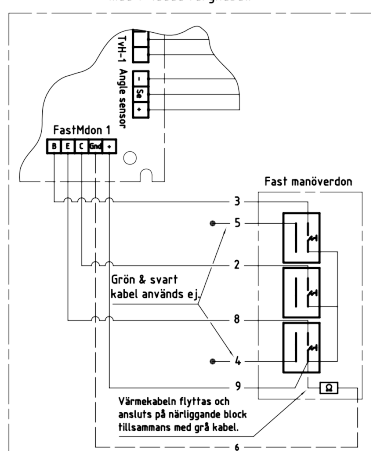 TvH-1
Angle sensor
- Sa +
FastMdon 1
B E C Gnd +
Fast manöverdon
3
5
2
Grön & svart
kabel används ej.
8
4
9
Ω
Värmekabeln flyttas och
ansluts på närliggande block
tillsammans med grå kabel.
6